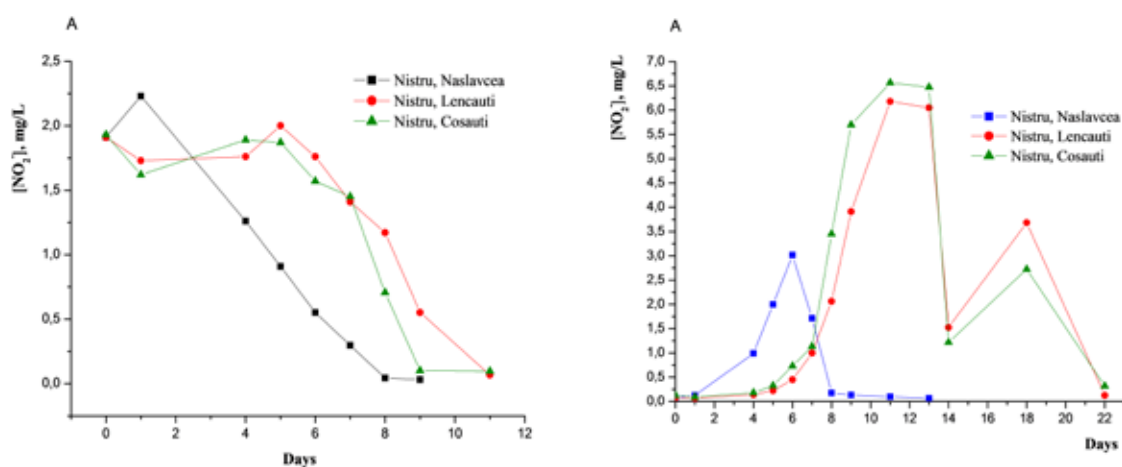 A
[NO₂⁻], mg/L
2,5
2,0
1,5
1,0
0,5
0,0
0 2 4 6 8 10 12
Days
Nistru, Naslavcea
Nistru, Lencauti
Nistru, Cosauti
A
[NO₂⁻], mg/L
7,0
6,5
6,0
5,5
5,0
4,5
4,0
3,5
3,0
2,5
2,0
1,5
1,0
0,5
0,0
0 2 4 6 8 10 12 14 16 18 20 22
Days
Nistru, Naslavcea
Nistru, Lencauti
Nistru, Cosauti